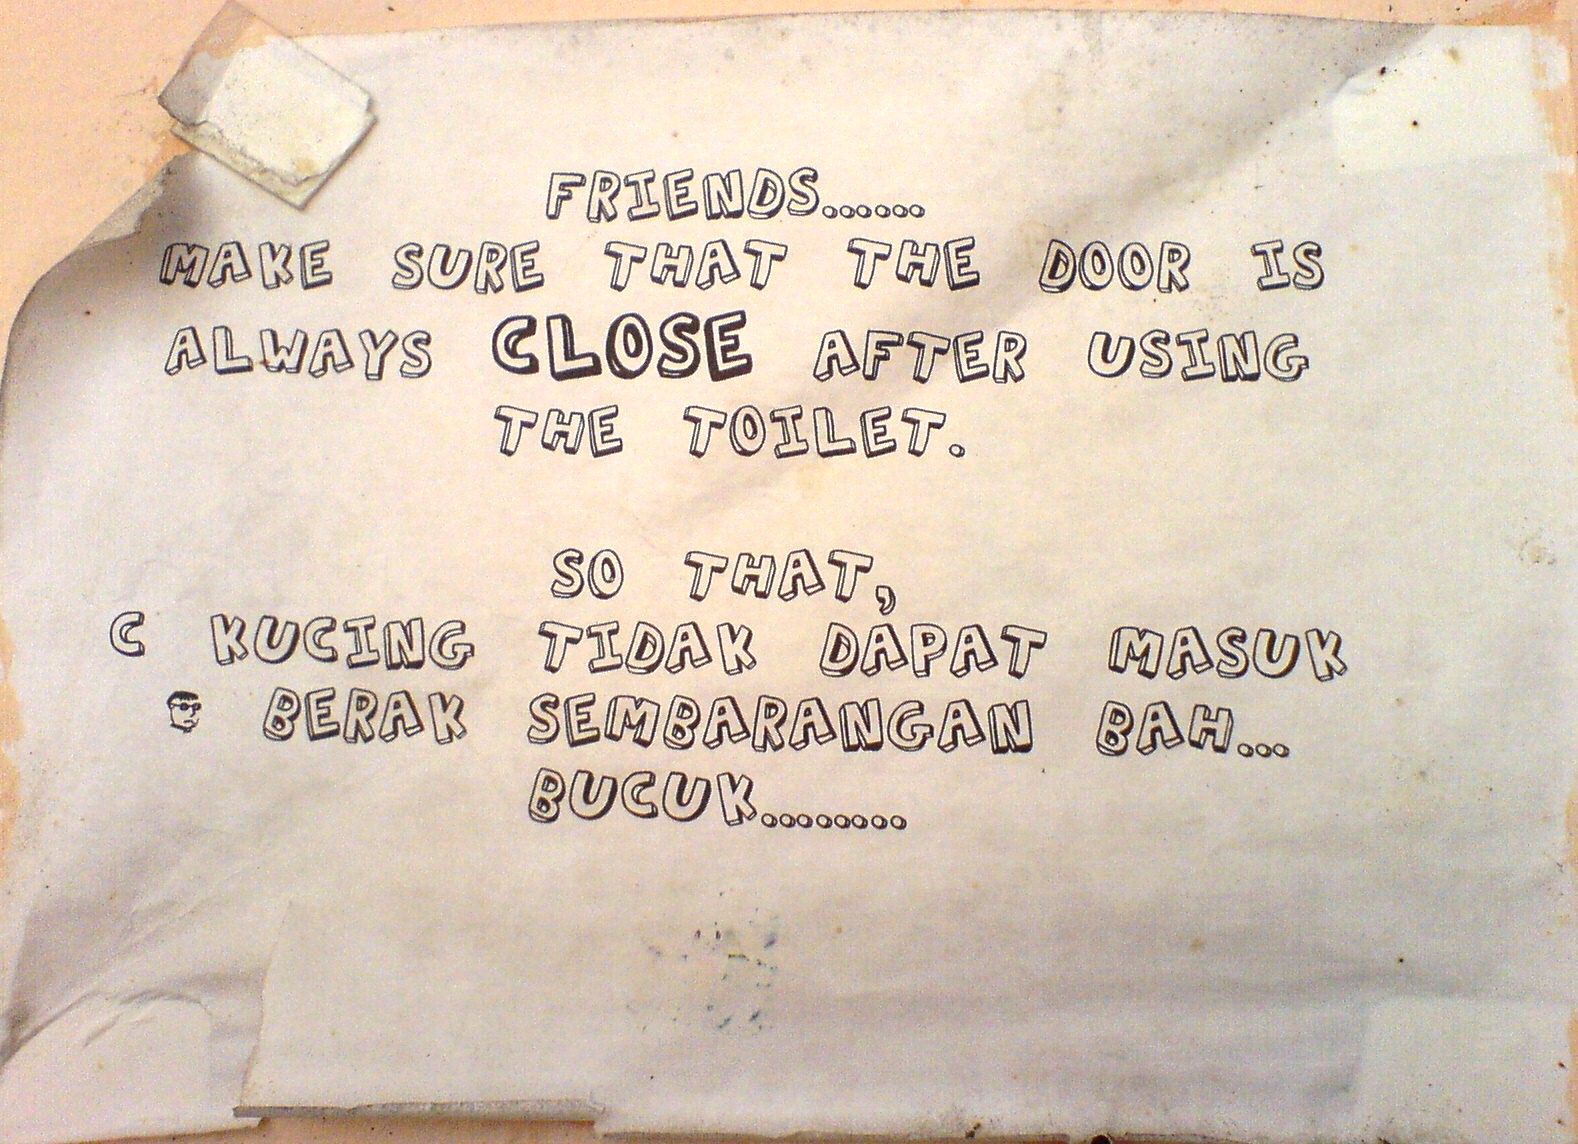 FRIENDS......
MAKE SURE THAT THE DOOR IS
ALWAYS CLOSE AFTER USING
THE TOILET.
SO THAT,
C KUCING TIDAK DAPAT MASUK
BERAK SEMBARANGAN BAH...
BUCUK........